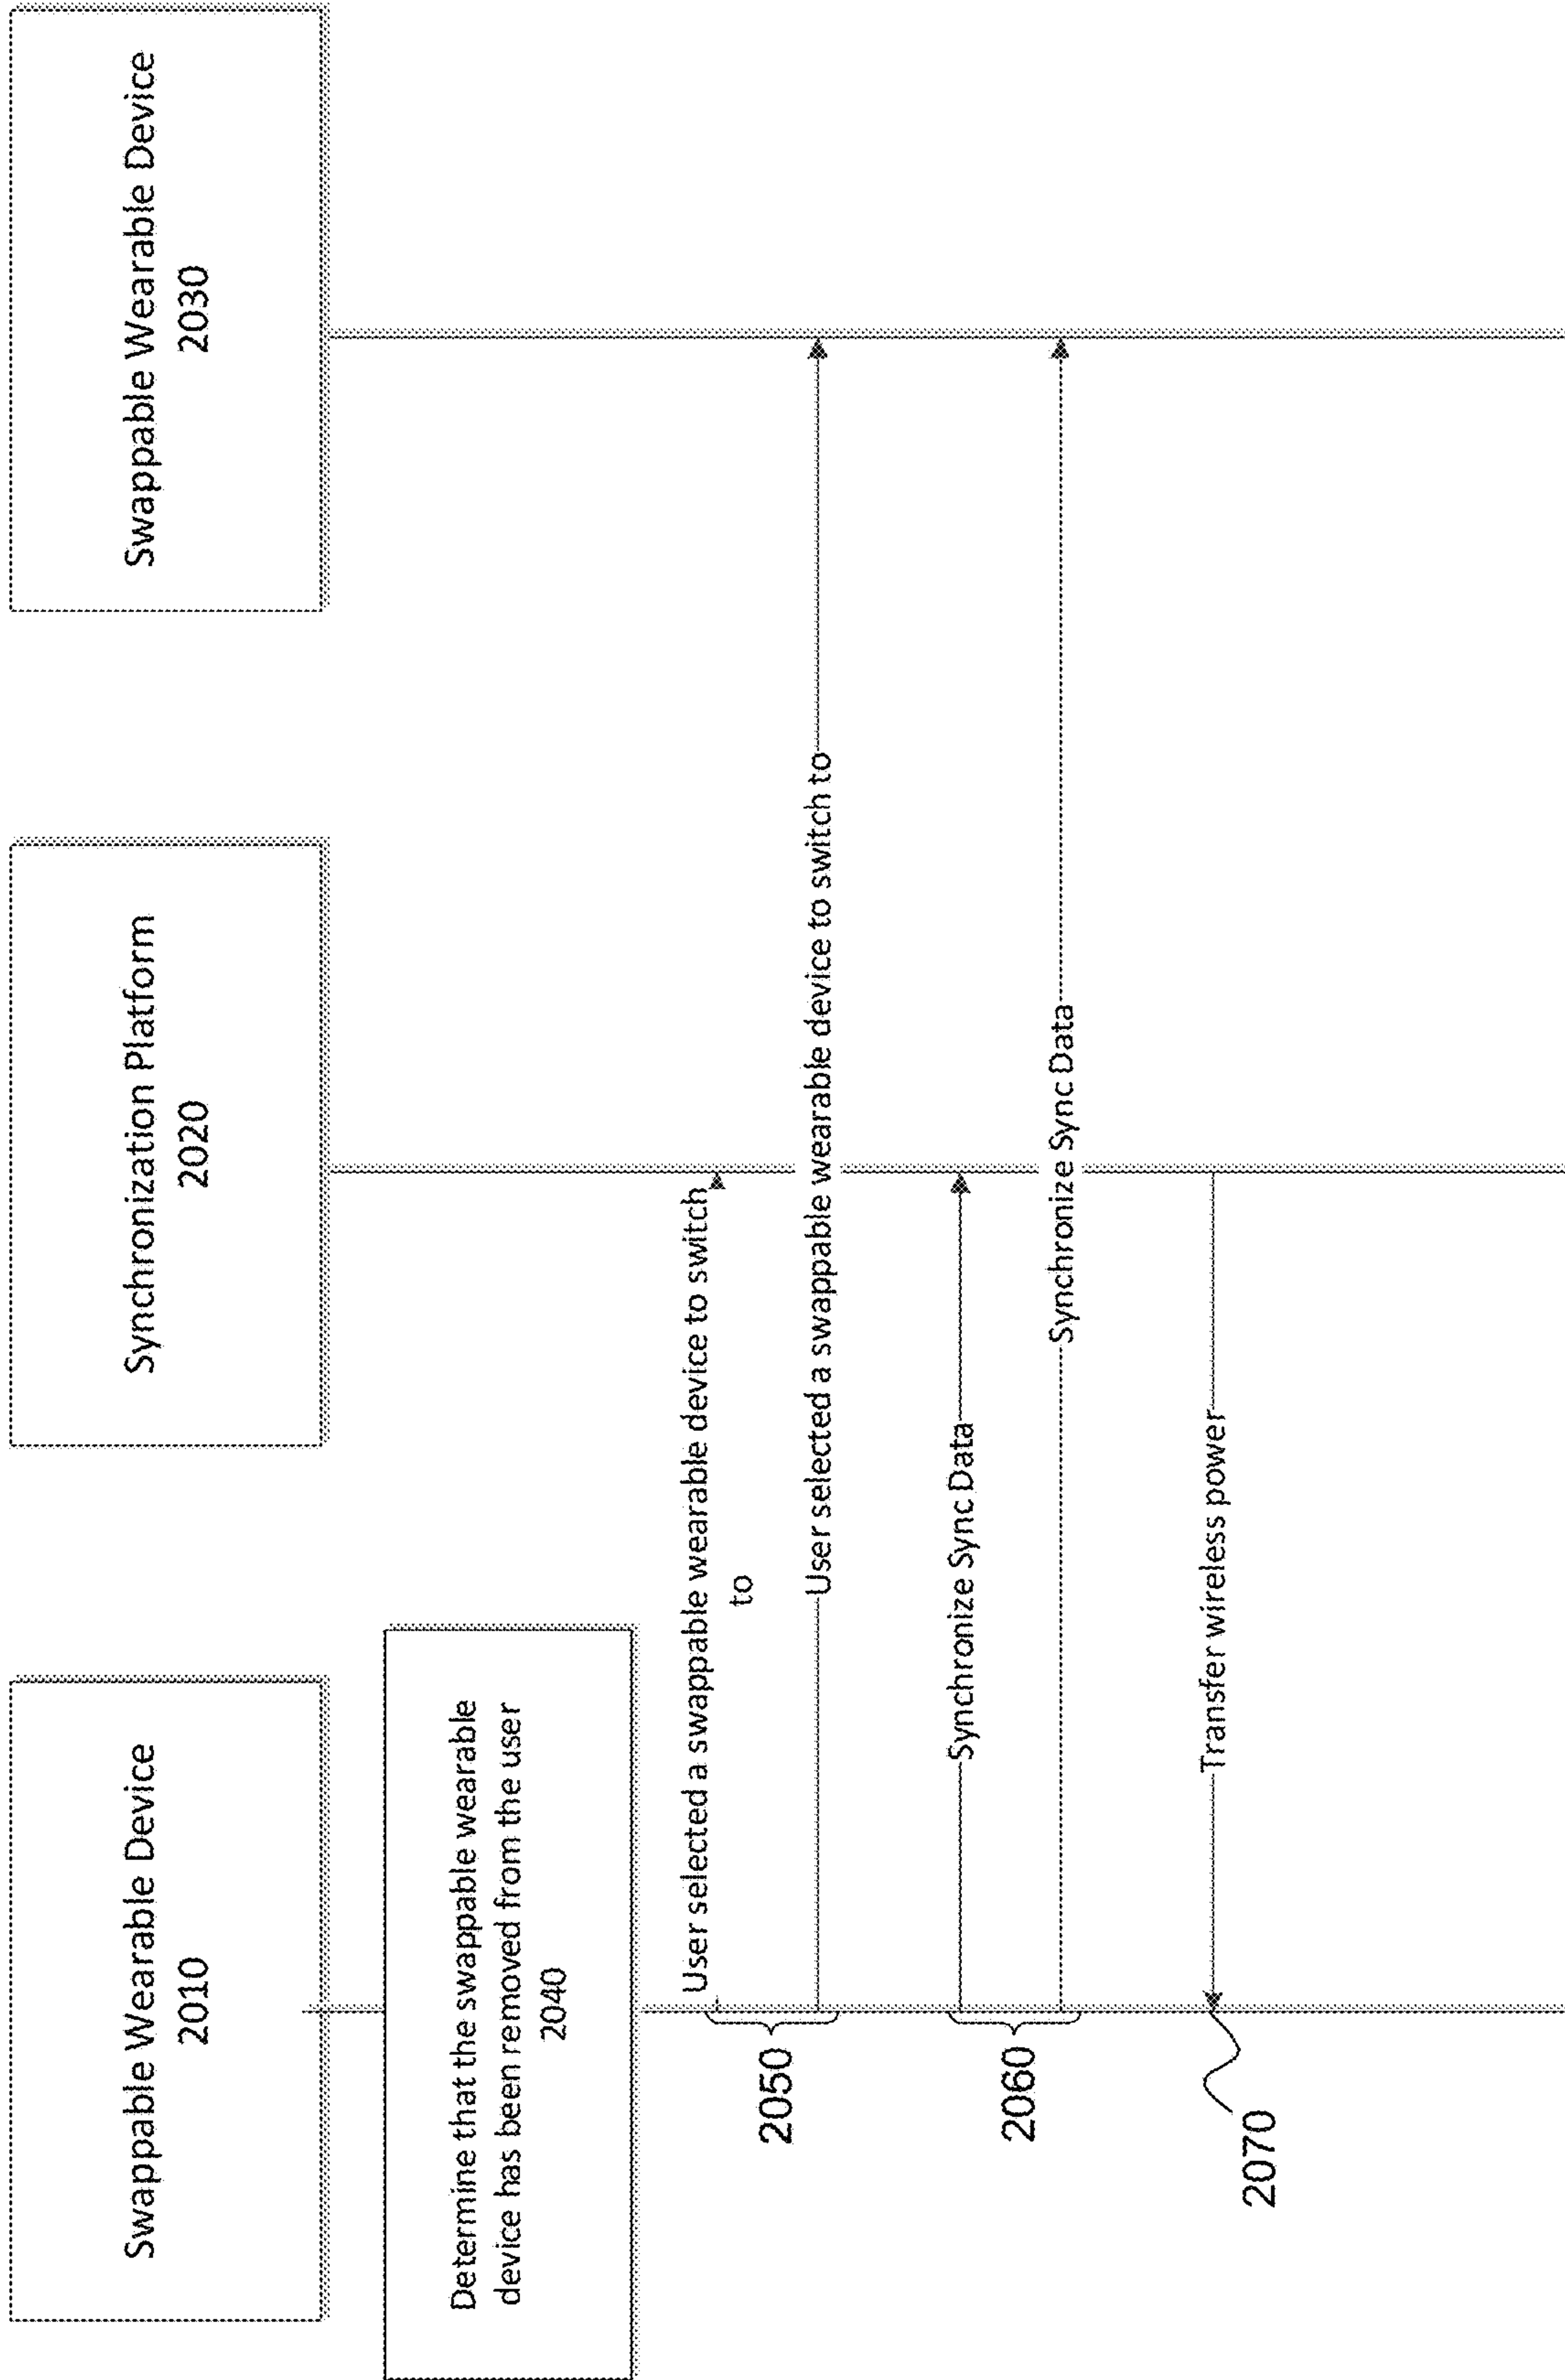 Swappable Wearable Device
2010
Synchronization Platform
2020
Swappable Wearable Device
2030
Determine that the swappable wearable
device has been removed from the user
2040
User selected a swappable wearable device to switch
to
User selected a swappable wearable device to switch to
2050
Synchronize Sync Data
Synchronize Sync Data
2060
Transfer wireless power
2070